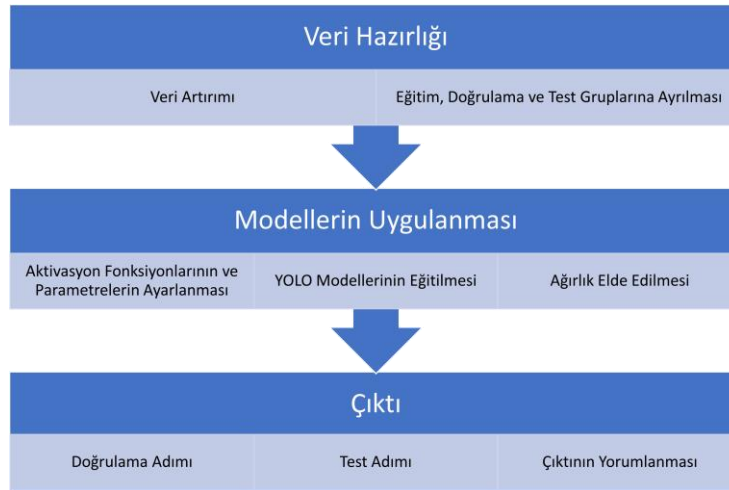 Veri Hazırlığı
Veri Artırımı
Eğitim, Doğrulama ve Test Gruplarına Ayrılması
Modellerin Uygulanması
Aktivasyon Fonksiyonlarının ve
Parametrelerin Ayarlanması
YOLO Modellerinin Eğitilmesi
Ağırlık Elde Edilmesi
Çıktı
Doğrulama Adımı
Test Adımı
Çıktının Yorumlanması